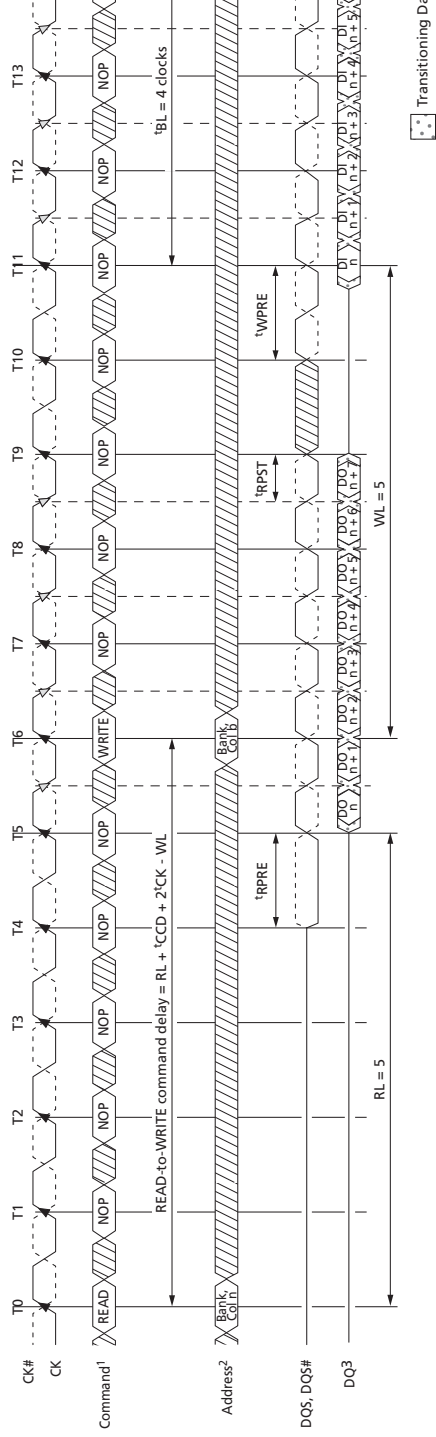 T0 T1 T2 T3 T4 T5 T6 T7 T8 T9 T10 T11 T12 T13
CK#
CK
Command1 READ NOP NOP NOP NOP NOP WRITE NOP NOP NOP NOP NOP NOP NOP
READ-to-WRITE command delay = RL + tCCD + 2tCK - WL
tBL = 4 clocks
Address2 Bank, Col n Bank, Col b
tRPRE tRPST tWPRE
DQS, DQS#
DQ3 DO n DO n + 1 DO n + 2 DO n + 3 DO n + 4 DO n + 5 DO n + 6 DO n + 7 DI n DI n + 1 DI n + 2 DI n + 3 DI n + 4 DI n + 5
RL = 5 WL = 5
Transitioning Da